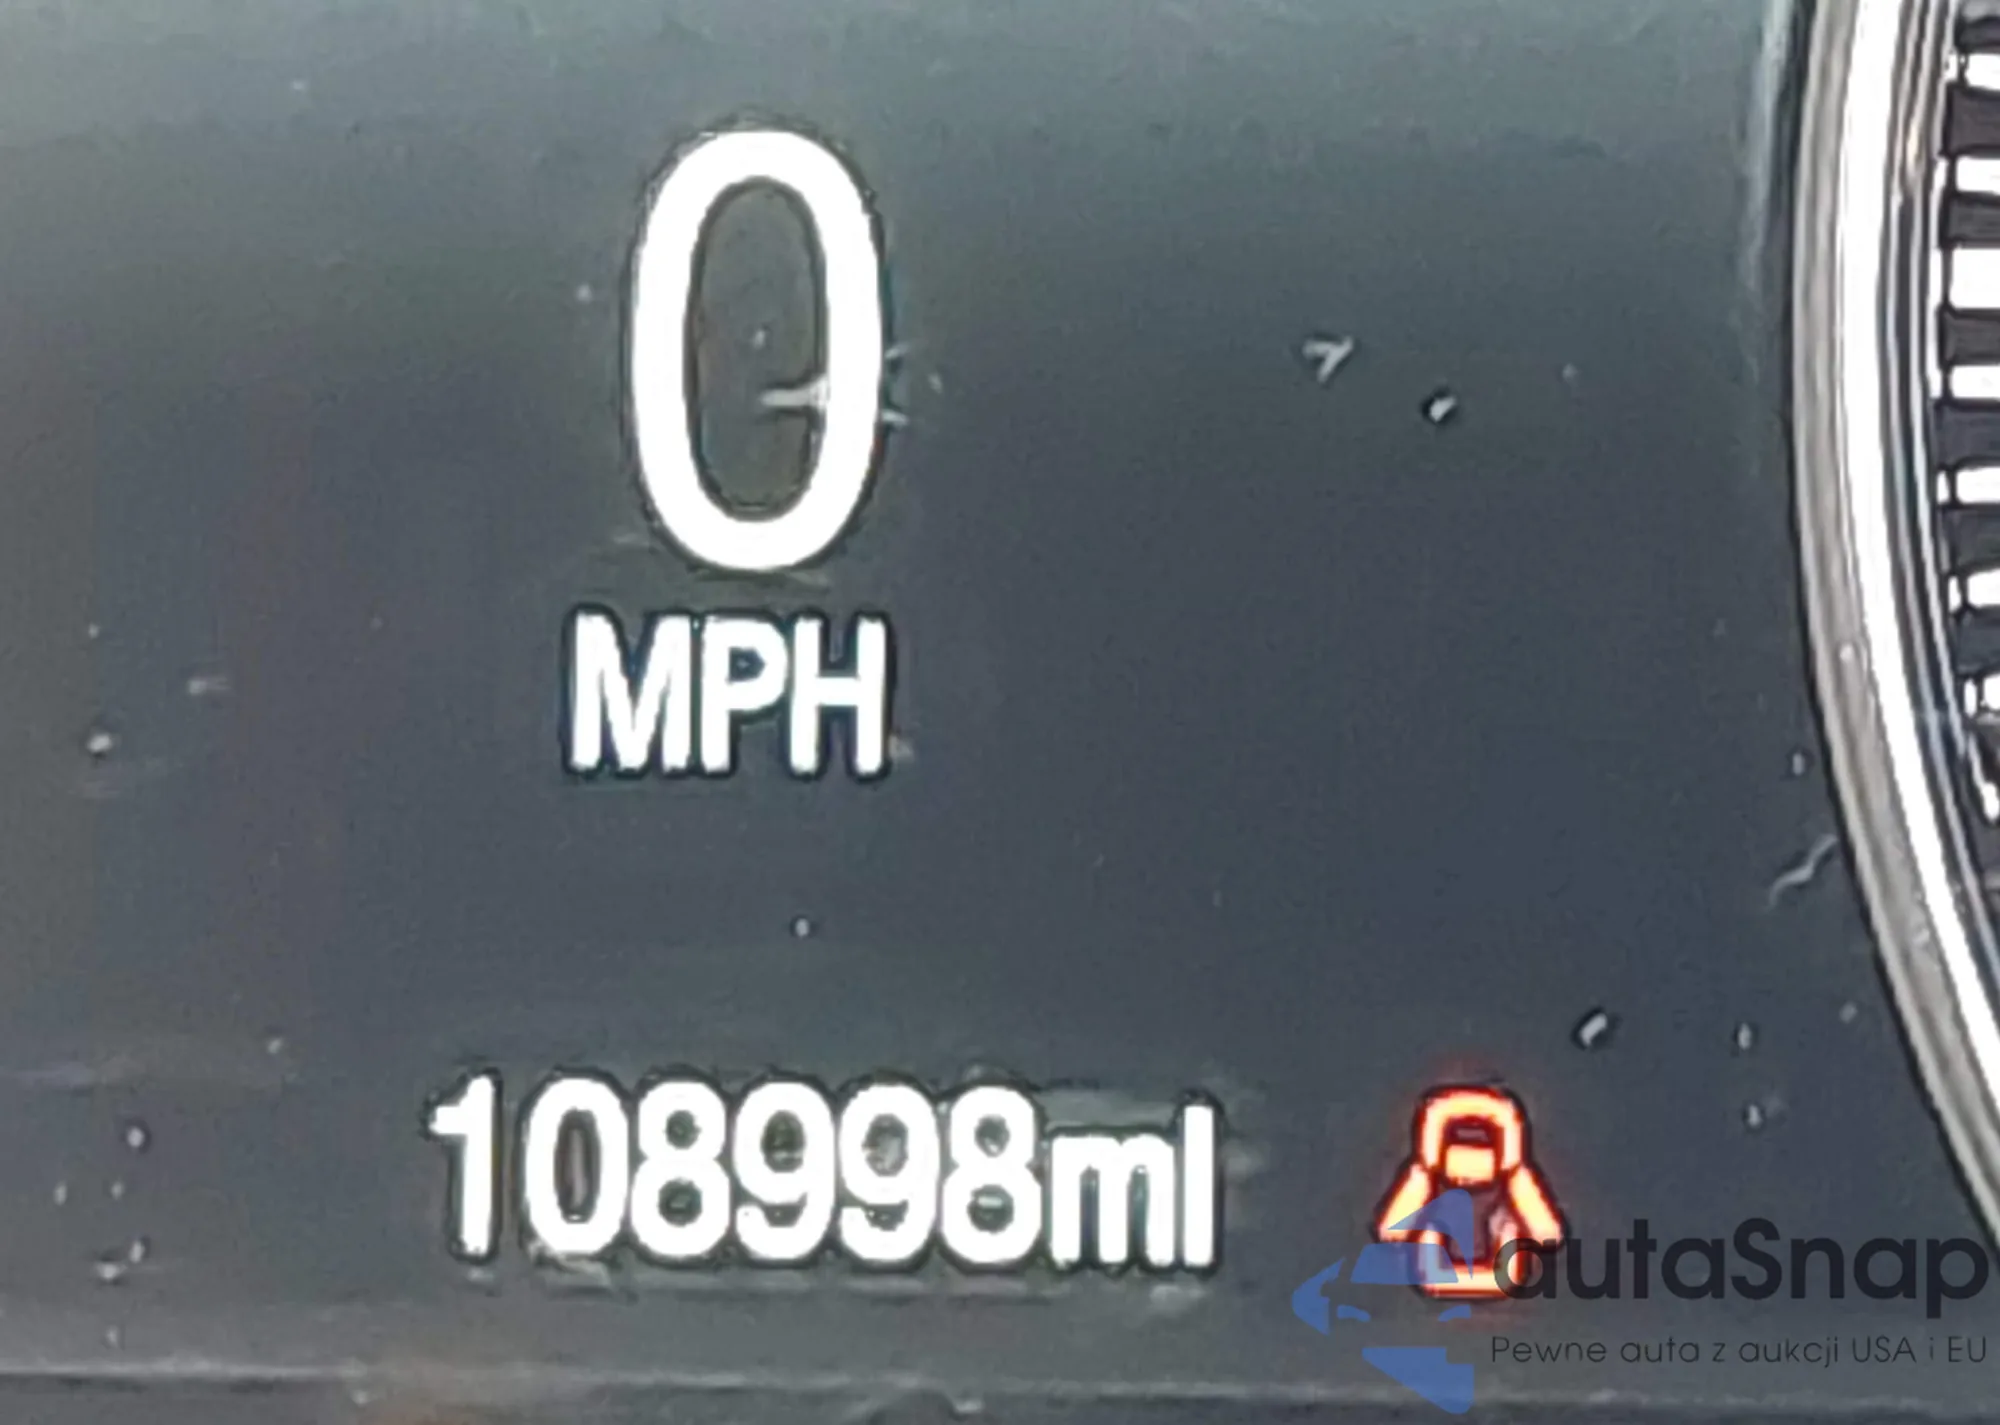 0
MPH
108998mi
autaSnap
Pewne auta z aukcji USA i EU